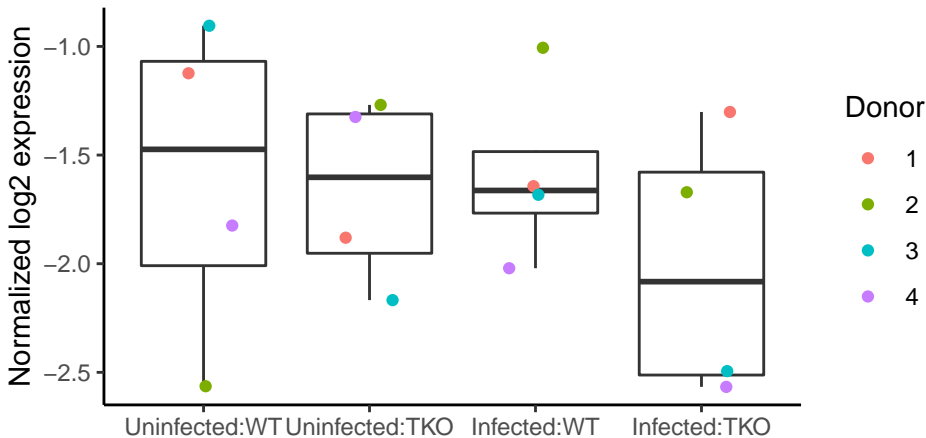 Normalized log2 expression
−1.0
−1.5
−2.0
−2.5
Uninfected:WT
Uninfected:TKO
Infected:WT
Infected:TKO
Donor
1
2
3
4